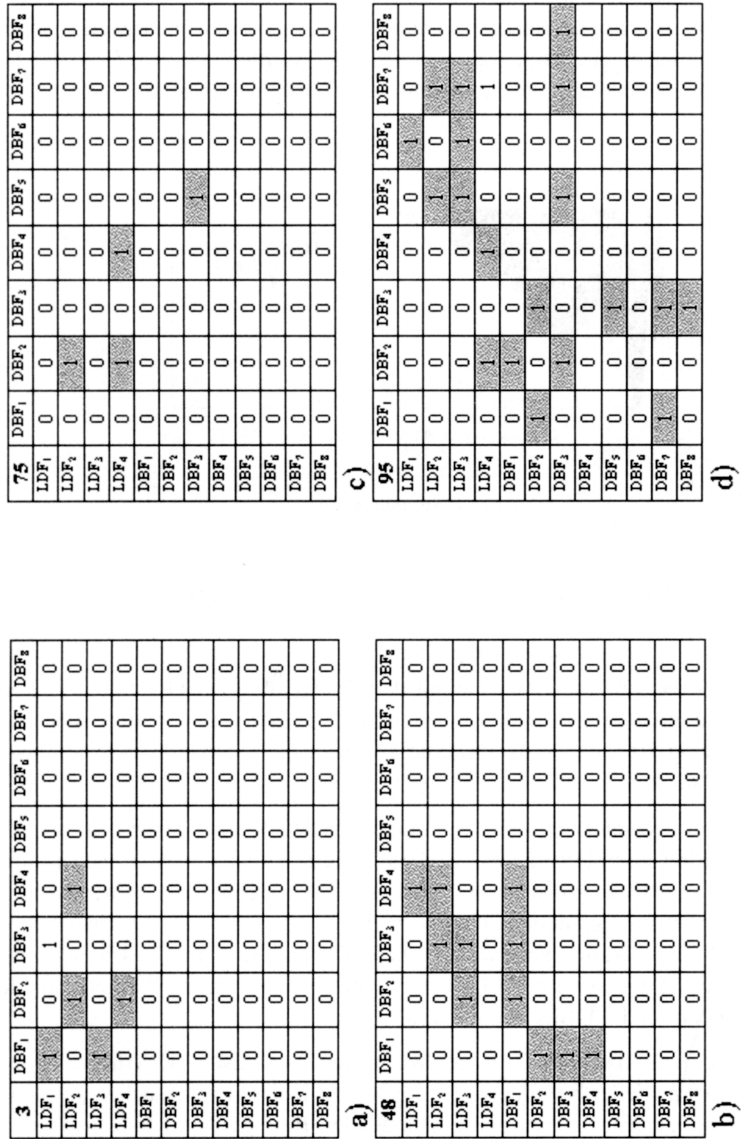 3 DBF₁ DBF₂ DBF₃ DBF₄ DBF₅ DBF₆ DBF₇ DBF₈
LDF₁ 1 0 1 0 0 0 0 0
LDF₂ 0 1 0 1 0 0 0 0
LDF₃ 1 0 0 0 0 0 0 0
LDF₄ 0 1 0 0 0 0 0 0
DBF₁ 0 0 0 0 0 0 0 0
DBF₂ 0 0 0 0 0 0 0 0
DBF₃ 0 0 0 0 0 0 0 0
DBF₄ 0 0 0 0 0 0 0 0
DBF₅ 0 0 0 0 0 0 0 0
DBF₆ 0 0 0 0 0 0 0 0
DBF₇ 0 0 0 0 0 0 0 0
DBF₈ 0 0 0 0 0 0 0 0
a)
75 DBF₁ DBF₂ DBF₃ DBF₄ DBF₅ DBF₆ DBF₇ DBF₈
LDF₁ 0 0 0 0 0 0 0 0
LDF₂ 0 1 0 0 0 0 0 0
LDF₃ 0 0 0 0 0 0 0 0
LDF₄ 0 1 0 1 0 0 0 0
DBF₁ 0 0 0 0 0 0 0 0
DBF₂ 0 0 0 0 0 0 0 0
DBF₃ 0 0 0 0 1 0 0 0
DBF₄ 0 0 0 0 0 0 0 0
DBF₅ 0 0 0 0 0 0 0 0
DBF₆ 0 0 0 0 0 0 0 0
DBF₇ 0 0 0 0 0 0 0 0
DBF₈ 0 0 0 0 0 0 0 0
c)
48 DBF₁ DBF₂ DBF₃ DBF₄ DBF₅ DBF₆ DBF₇ DBF₈
LDF₁ 0 0 0 1 0 0 0 0
LDF₂ 0 0 1 1 0 0 0 0
LDF₃ 0 1 1 0 0 0 0 0
LDF₄ 0 0 0 0 0 0 0 0
DBF₁ 0 1 1 1 0 0 0 0
DBF₂ 1 0 0 0 0 0 0 0
DBF₃ 1 0 0 0 0 0 0 0
DBF₄ 1 0 0 0 0 0 0 0
DBF₅ 0 0 0 0 0 0 0 0
DBF₆ 0 0 0 0 0 0 0 0
DBF₇ 0 0 0 0 0 0 0 0
DBF₈ 0 0 0 0 0 0 0 0
b)
95 DBF₁ DBF₂ DBF₃ DBF₄ DBF₅ DBF₆ DBF₇ DBF₈
LDF₁ 0 0 0 0 0 1 0 0
LDF₂ 0 0 0 0 1 0 1 0
LDF₃ 0 0 0 0 1 1 1 0
LDF₄ 0 1 0 1 0 0 1 0
DBF₁ 0 1 0 0 0 0 0 0
DBF₂ 1 0 1 0 0 0 0 0
DBF₃ 0 1 0 0 1 0 1 1
DBF₄ 0 0 0 0 0 0 0 0
DBF₅ 0 0 1 0 0 0 0 0
DBF₆ 0 0 0 0 0 0 0 0
DBF₇ 1 0 1 0 0 0 0 0
DBF₈ 0 0 1 0 0 0 0 0
d)